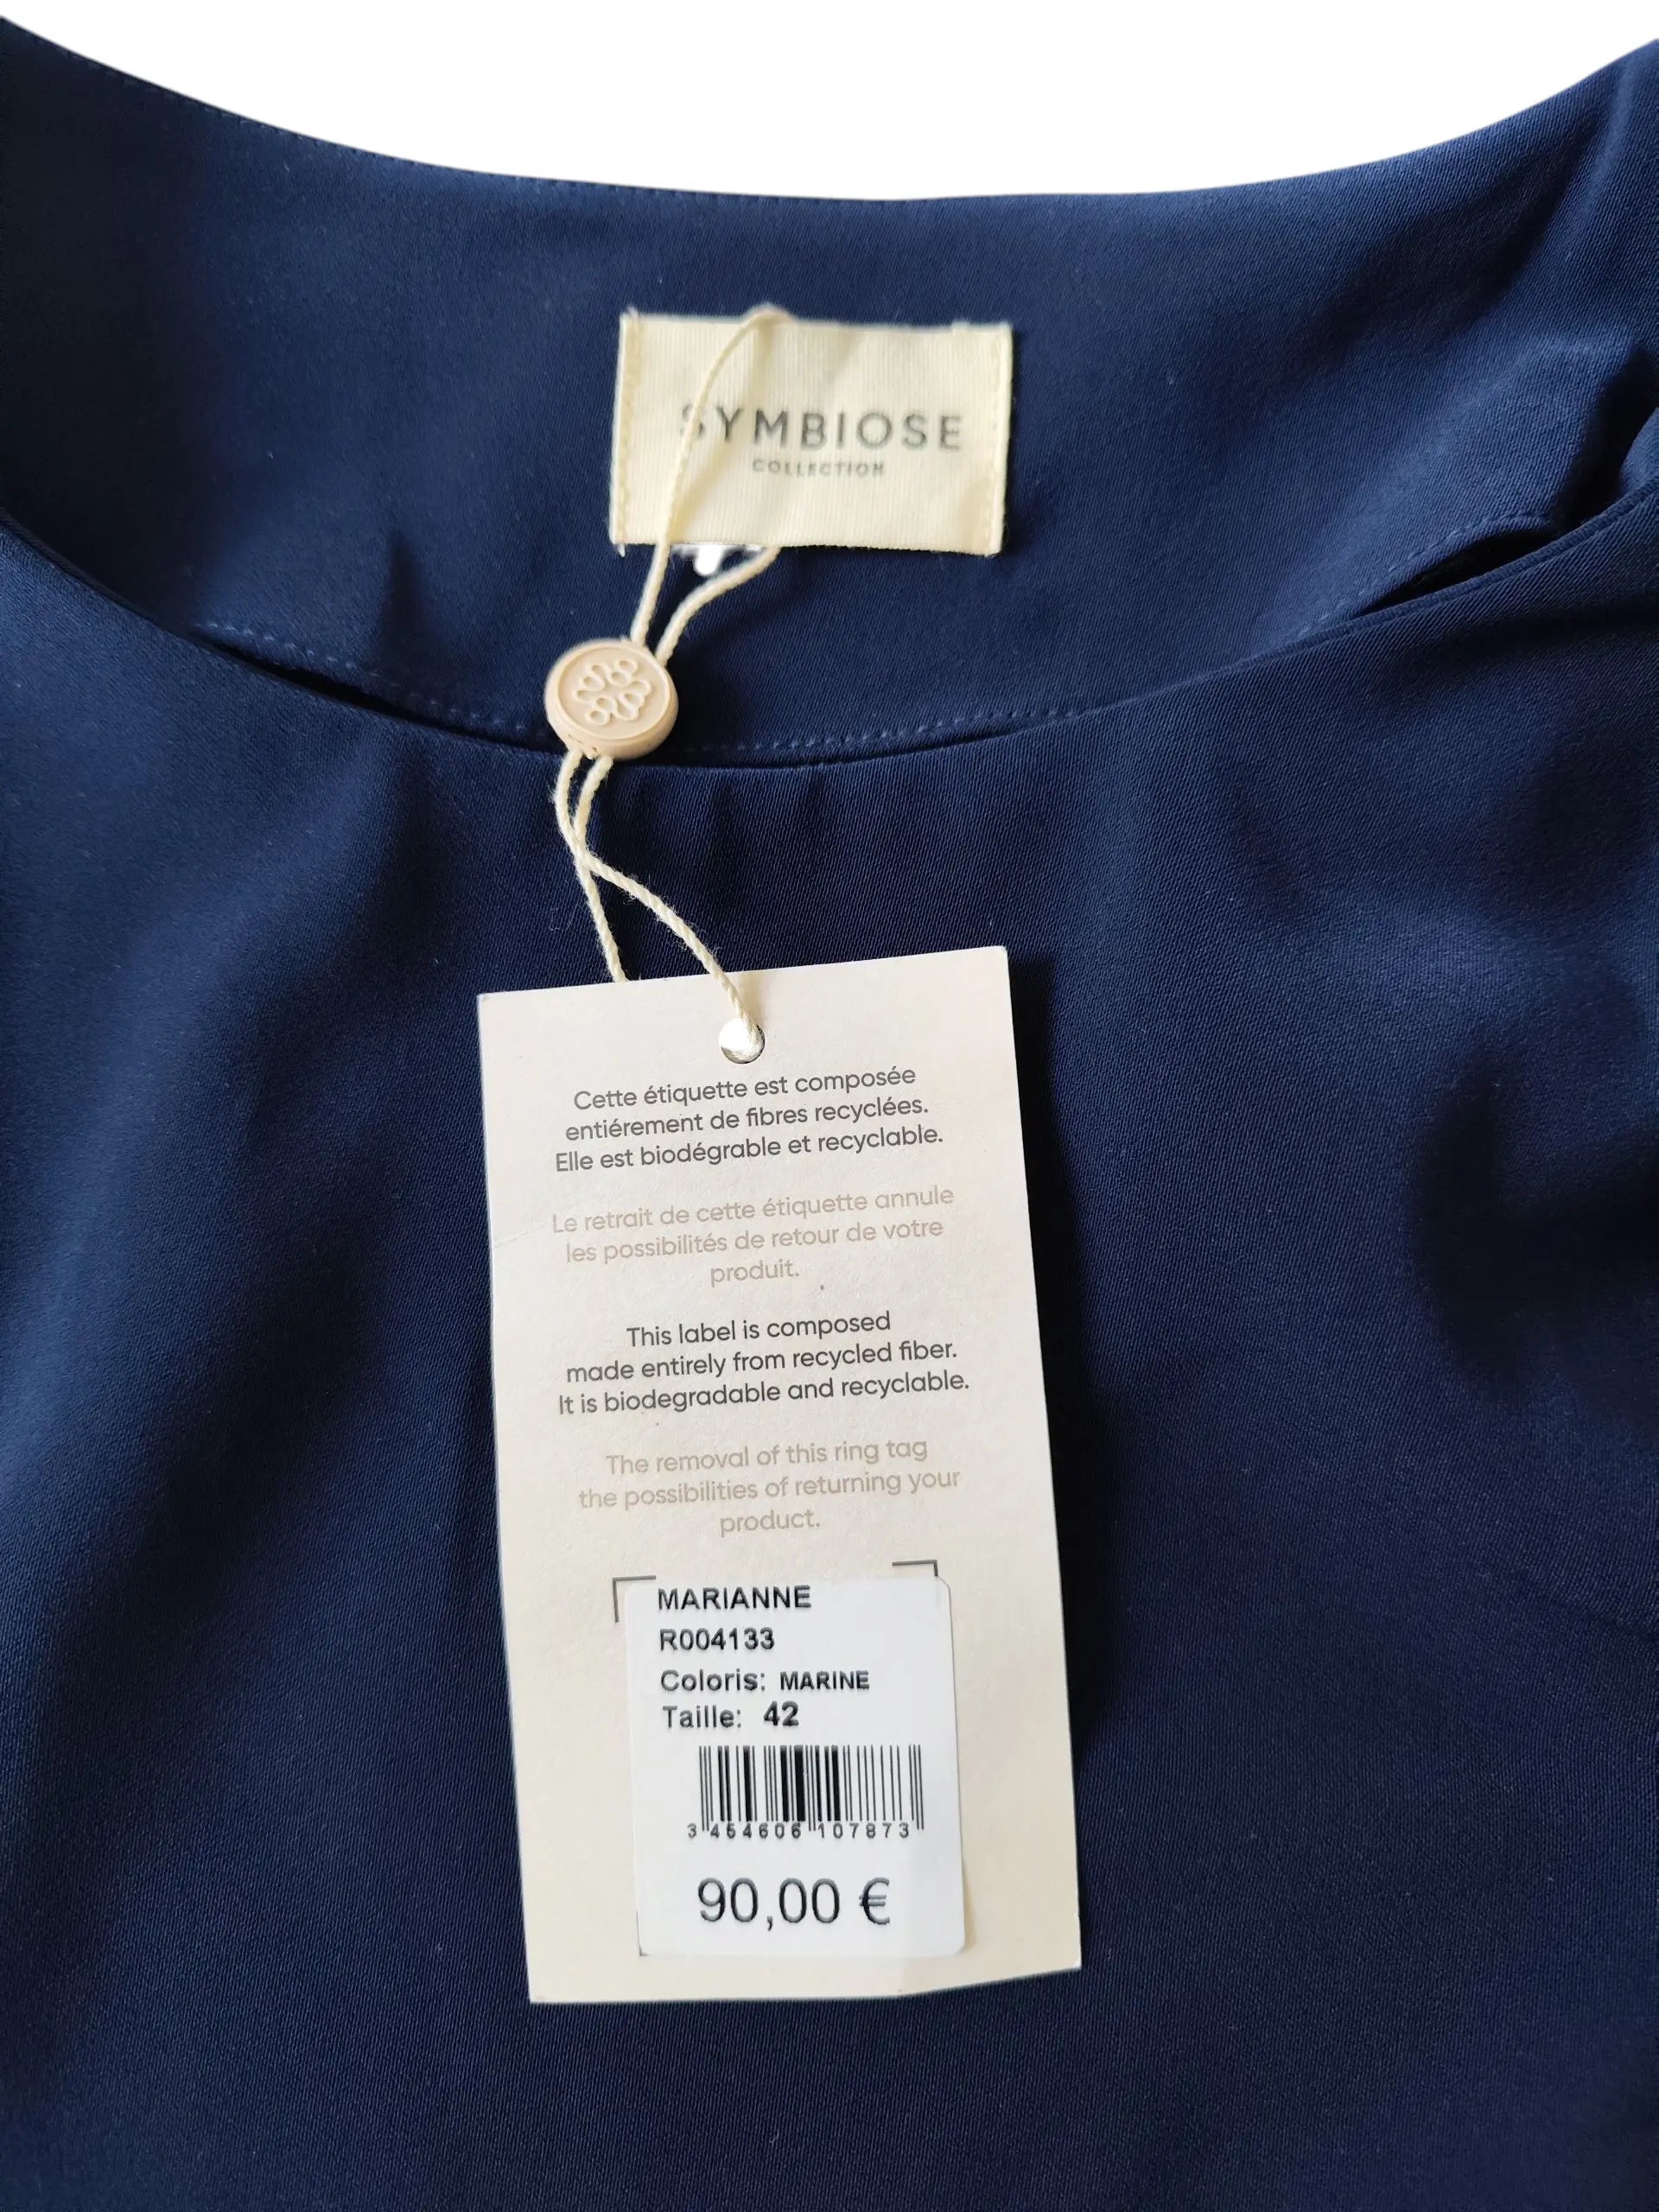 SYMBIOSE
COLLECTION
Cette étiquette est composée
entiérement de fibres recyclées.
Elle est biodégrable et recyclable.
Le retrait de cette étiquette annule
les possibilités de retour de votre
produit.
This label is composed
made entirely from recycled fiber.
It is biodegradable and recyclable.
The removal of this ring tag
the possibilities of returning your
product.
MARIANNE
R004133
Coloris: MARINE
Taille: 42
3 454606 107873
90,00 €